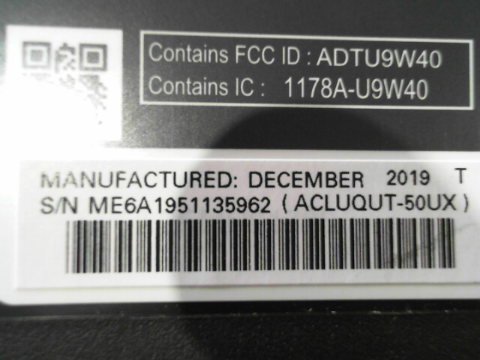 Contains FCC ID : ADTU9W40
Contains IC : 1178A-U9W40
MANUFACTURED: DECEMBER 2019 T
S/N ME6A1951135962 ( ACLUQUT-50UX )